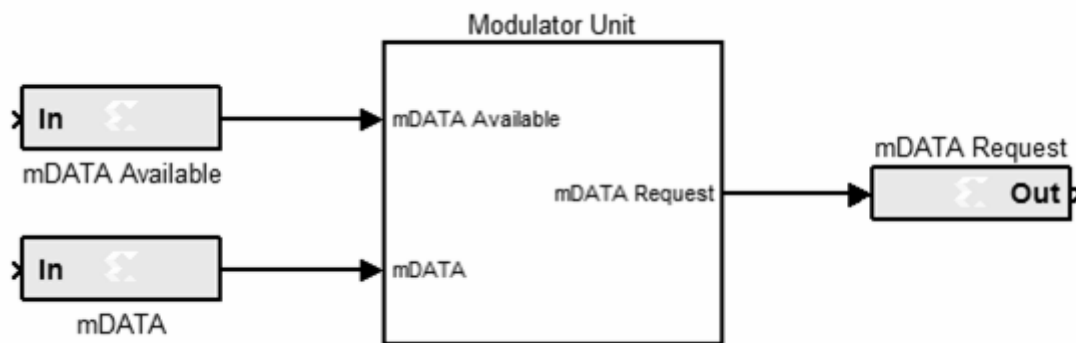 Modulator Unit
In
mDATA Available
mDATA Available
mDATA Request
mDATA Request
Out
In
mDATA
mDATA